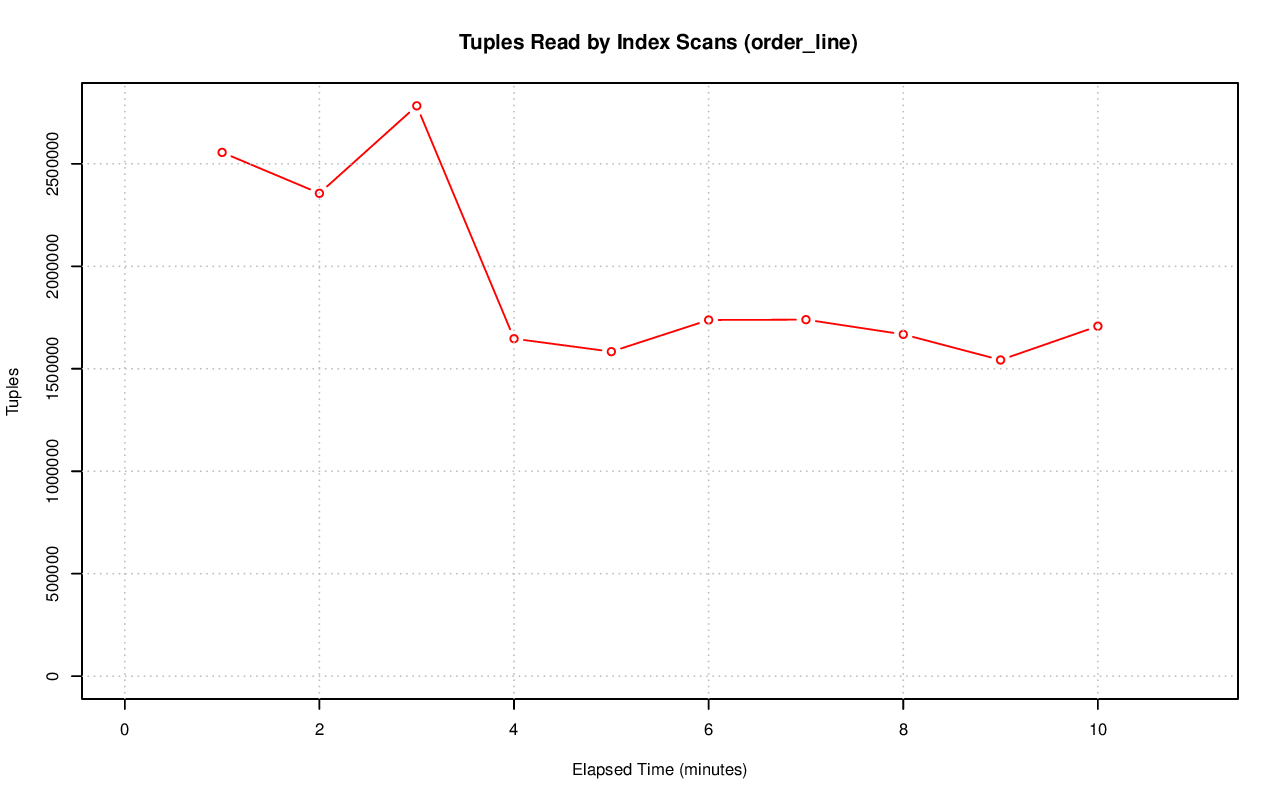 Tuples Read by Index Scans (order_line)
Tuples
2500000
2000000
1500000
1000000
500000
0
0 2 4 6 8 10
Elapsed Time (minutes)